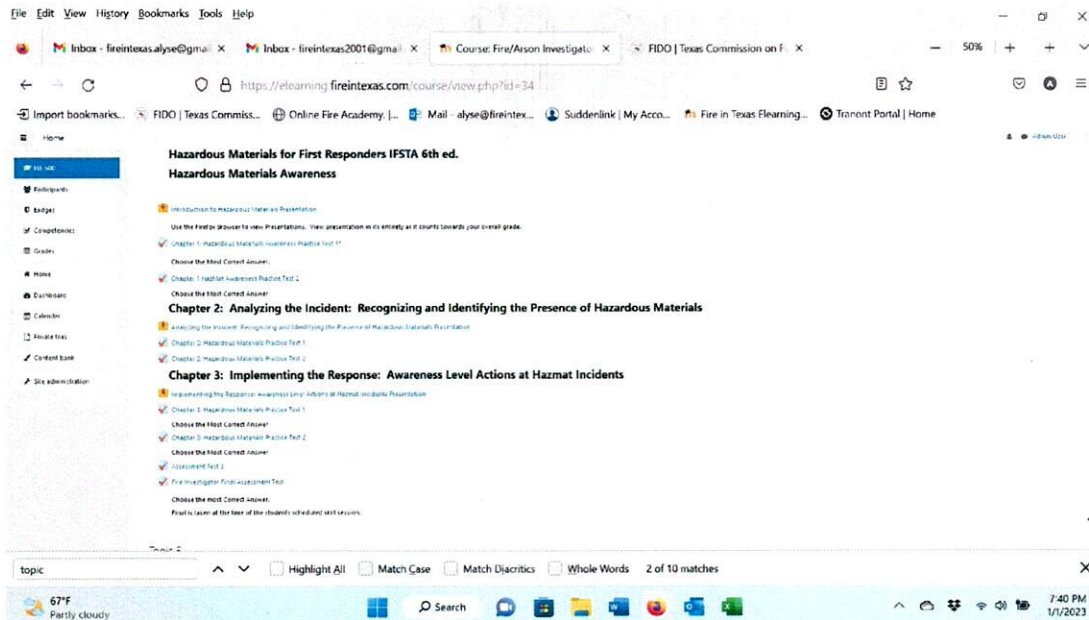 File Edit View History Bookmarks Tools Help
Inbox - fireintexas.alyse@gmai
Inbox - fireintexas2001@gmai
Course: Fire/Arson Investigato
FIDO | Texas Commission on F
50%
https://elearning.fireintexas.com/course/view.php?id=34
Import bookmarks...
FIDO | Texas Commiss...
Online Fire Academy. |...
Mail - alyse@fireintex...
Suddenlink | My Acco...
Fire in Texas Elearning...
Tranont Portal | Home
Home
Admin User
Participants
Badges
Competencies
Grades
Home
Dashboard
Calendar
Private files
Content bank
Site administration
Hazardous Materials for First Responders IFSTA 6th ed.
Hazardous Materials Awareness
Introduction to Hazardous Materials Presentation
Use the Firefox browser to view Presentations. View presentation in its entirety as it counts towards your overall grade.
Chapter 1: Hazardous Materials Awareness Practice Test 1*
Choose the Most Correct Answer.
Chapter 1 HazMat Awareness Practice Test 2
Choose the Most Correct Answer
Chapter 2: Analyzing the Incident: Recognizing and Identifying the Presence of Hazardous Materials
Analyzing the Incident: Recognizing and Identifying the Presence of Hazardous Materials Presentation
Chapter 2: Hazardous Materials Practice Test 1
Chapter 2: Hazardous Materials Practice Test 2
Chapter 3: Implementing the Response: Awareness Level Actions at Hazmat Incidents
Implementing the Response: Awareness Level Actions at Hazmat Incidents Presentation
Chapter 3: Hazardous Materials Practice Test 1
Choose the Most Correct Answer
Chapter 3: Hazardous Materials Practice Test 2
Choose the Most Correct Answer
Assessment Test 2
Fire Investigator Final Assessment Test
Choose the most Correct Answer.
Final is taken at the time of the students scheduled skill session.
topic
Highlight All
Match Case
Match Diacritics
Whole Words
2 of 10 matches
67°F
Partly cloudy
Search
7:40 PM
1/1/2023